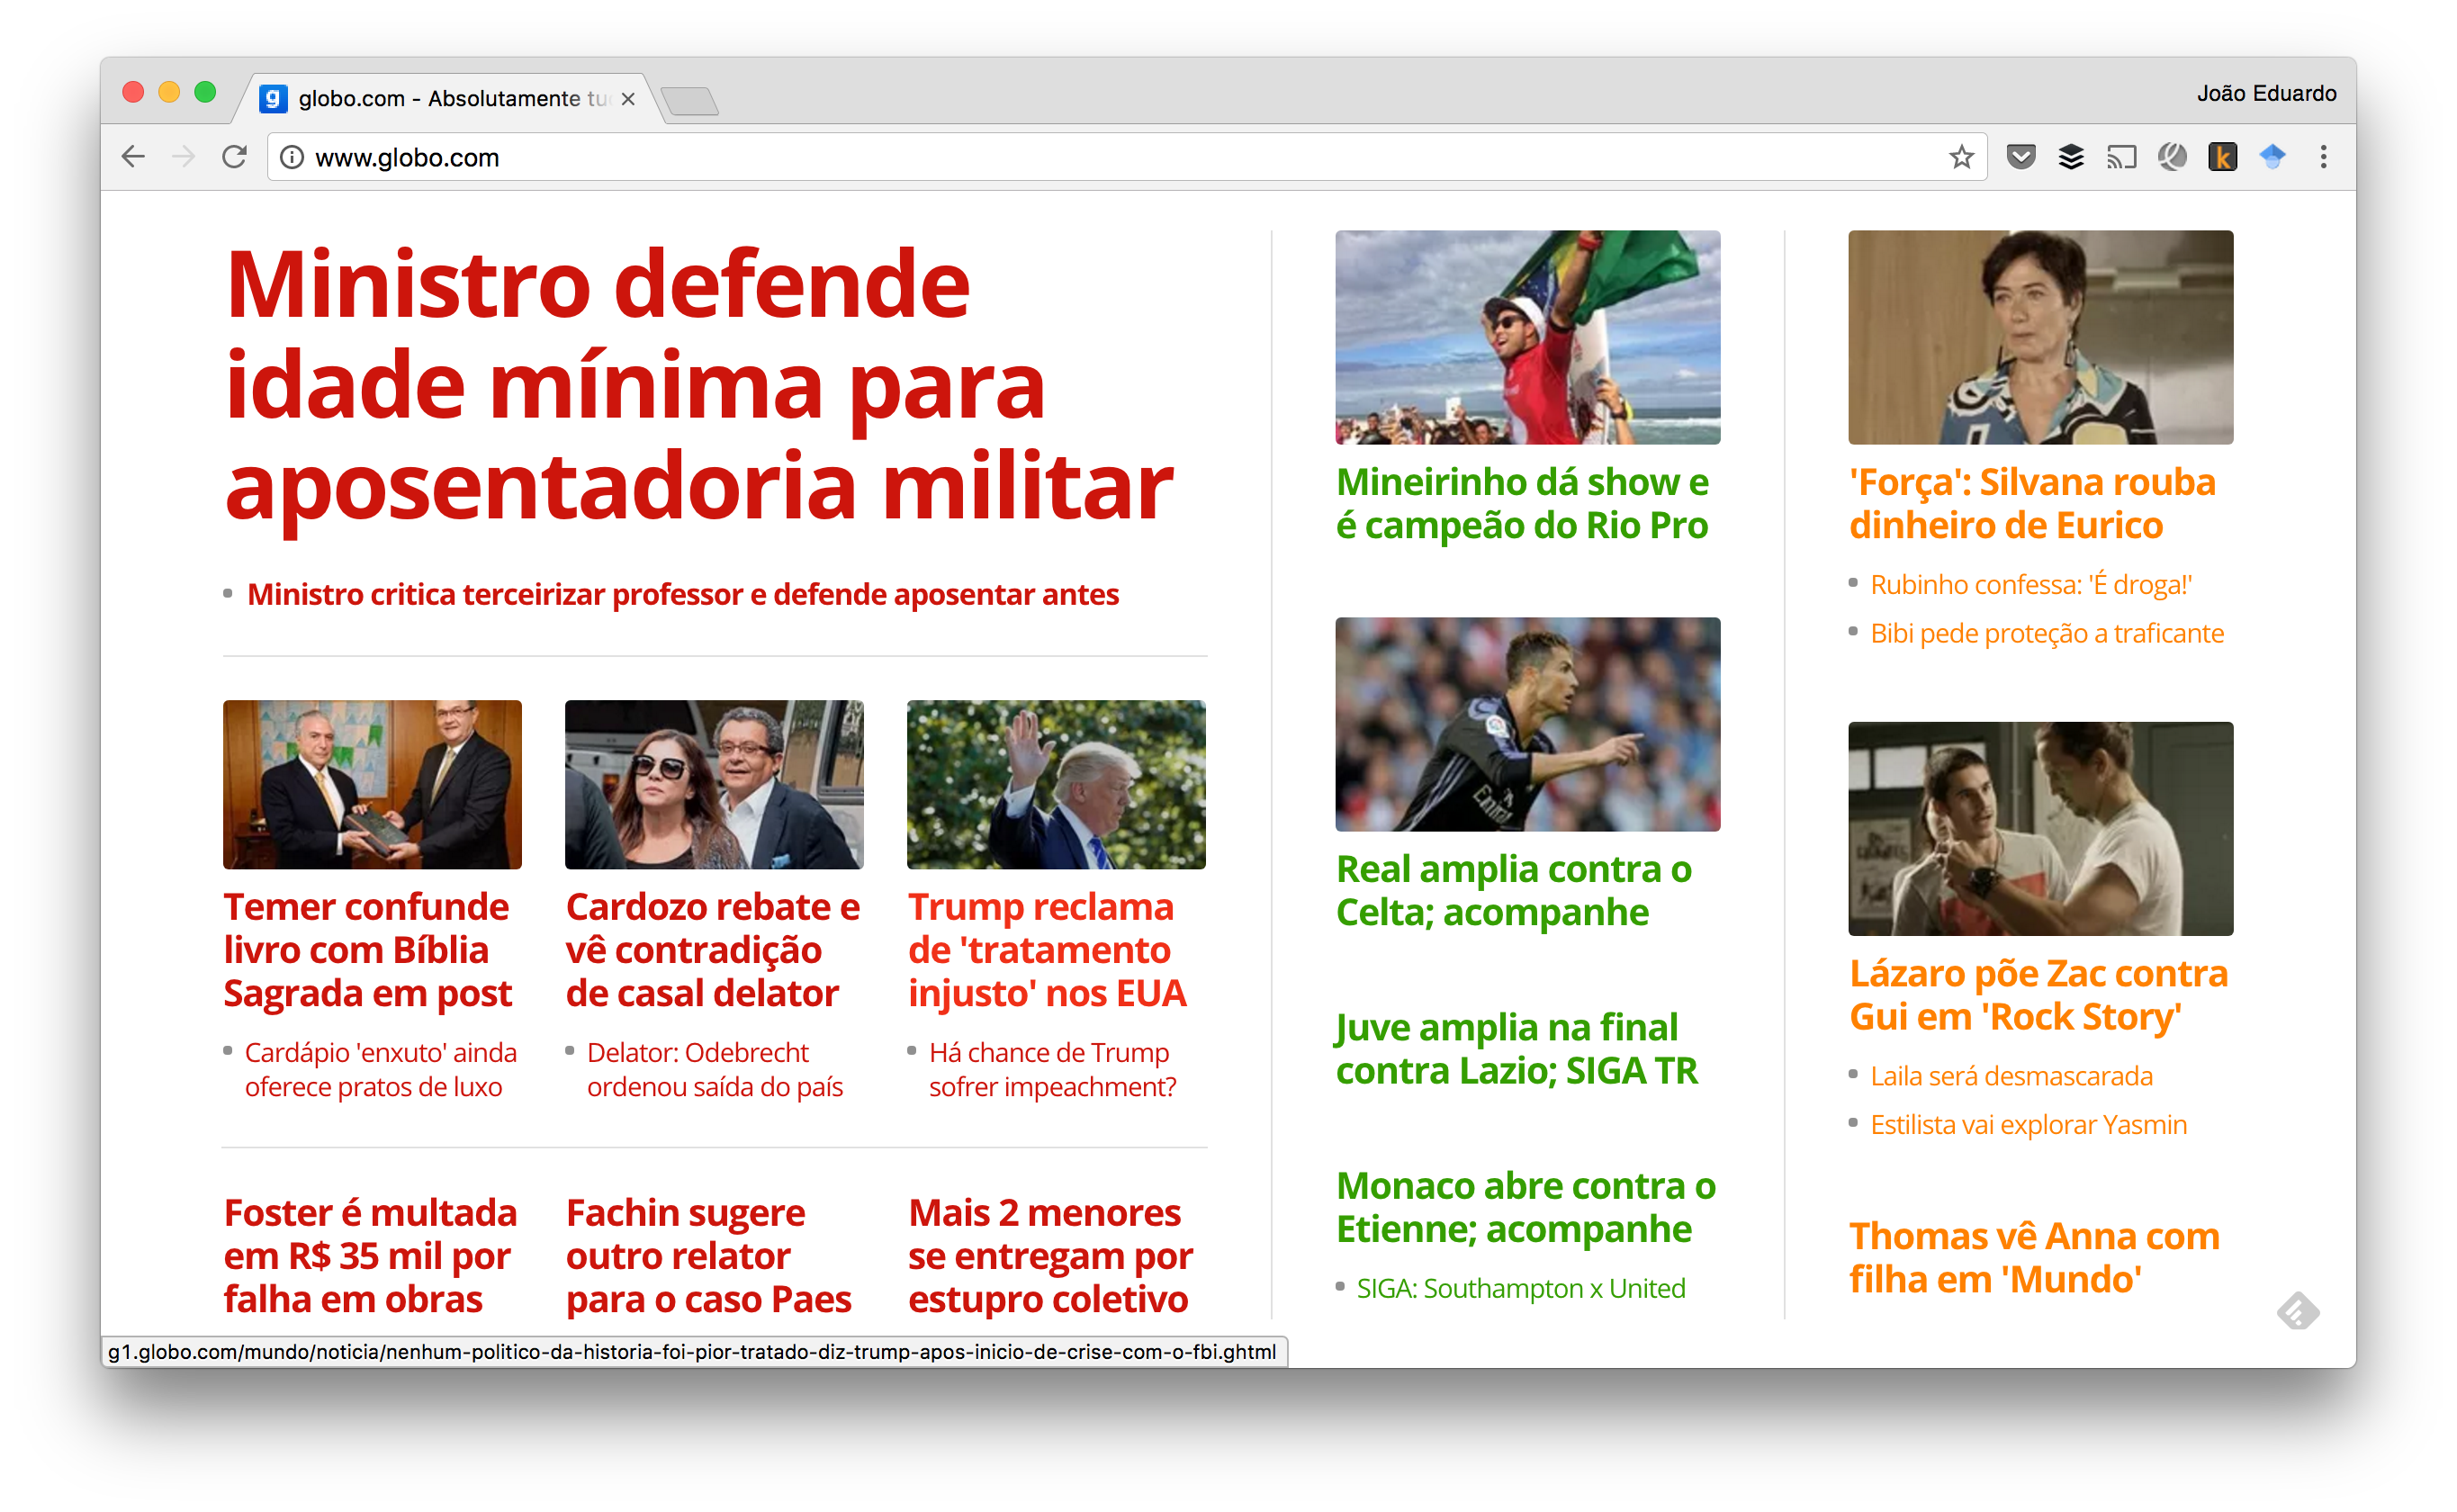 globo.com - Absolutamente
João Eduardo
www.globo.com
Ministro defende
idade mínima para
aposentadoria militar
Ministro critica terceirizar professor e defende aposentar antes
Temer confunde
livro com Bíblia
Sagrada em post
Cardápio 'enxuto' ainda
oferece pratos de luxo
Cardozo rebate e
vê contradição
de casal delator
Delator: Odebrecht
ordenou saída do país
Trump reclama
de 'tratamento
injusto' nos EUA
Há chance de Trump
sofrer impeachment?
Foster é multada
em R$ 35 mil por
falha em obras
Fachin sugere
outro relator
para o caso Paes
Mais 2 menores
se entregam por
estupro coletivo
Mineirinho dá show e
é campeão do Rio Pro
Real amplia contra o
Celta; acompanhe
Juve amplia na final
contra Lazio; SIGA TR
Monaco abre contra o
Etienne; acompanhe
SIGA: Southampton x United
'Força': Silvana rouba
dinheiro de Eurico
Rubinho confessa: 'É droga!'
Bibi pede proteção a traficante
Lázaro põe Zac contra
Gui em 'Rock Story'
Laila será desmascarada
Estilista vai explorar Yasmin
Thomas vê Anna com
filha em 'Mundo'
g1.globo.com/mundo/noticia/nenhum-politico-da-historia-foi-pior-tratado-diz-trump-apos-inicio-de-crise-com-o-fbi.ghtml